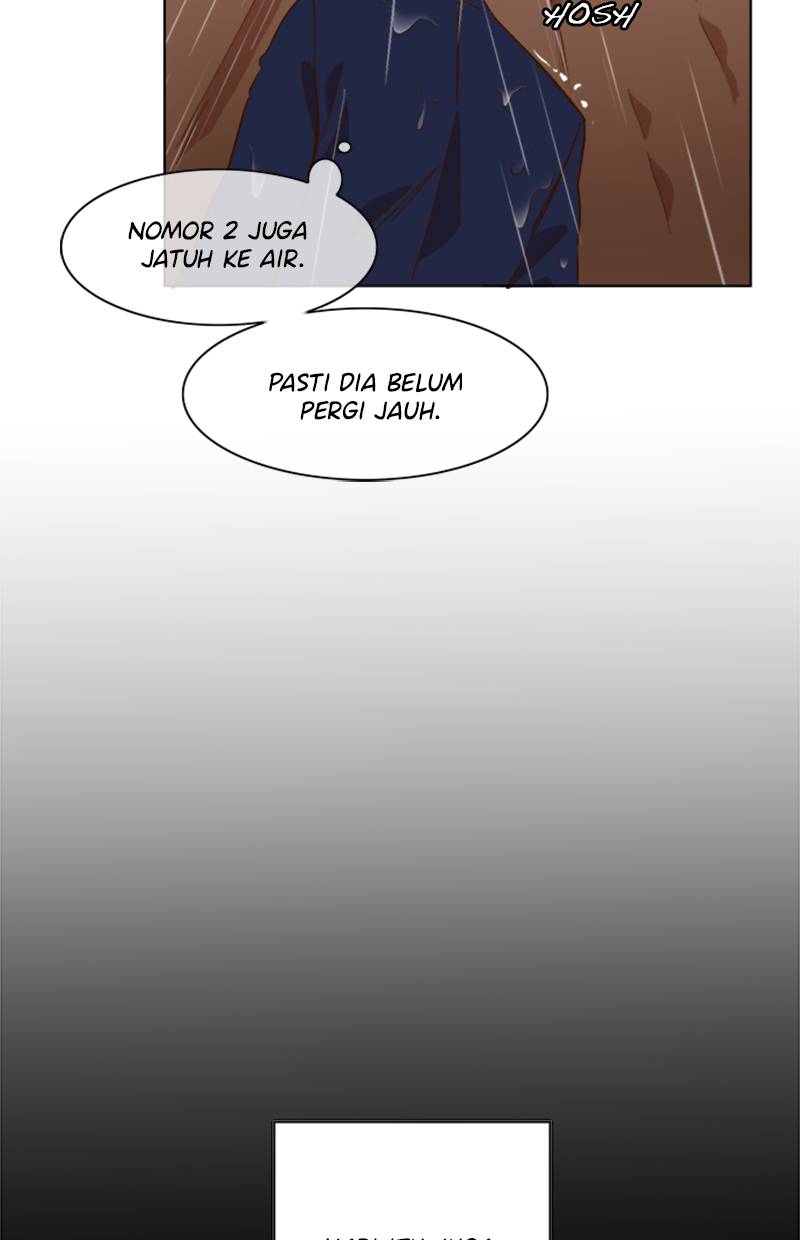 HOSH
NOMOR 2 JUGA
JATUH KE AIR.
PASTI DIA BELUM
PERGI JAUH.